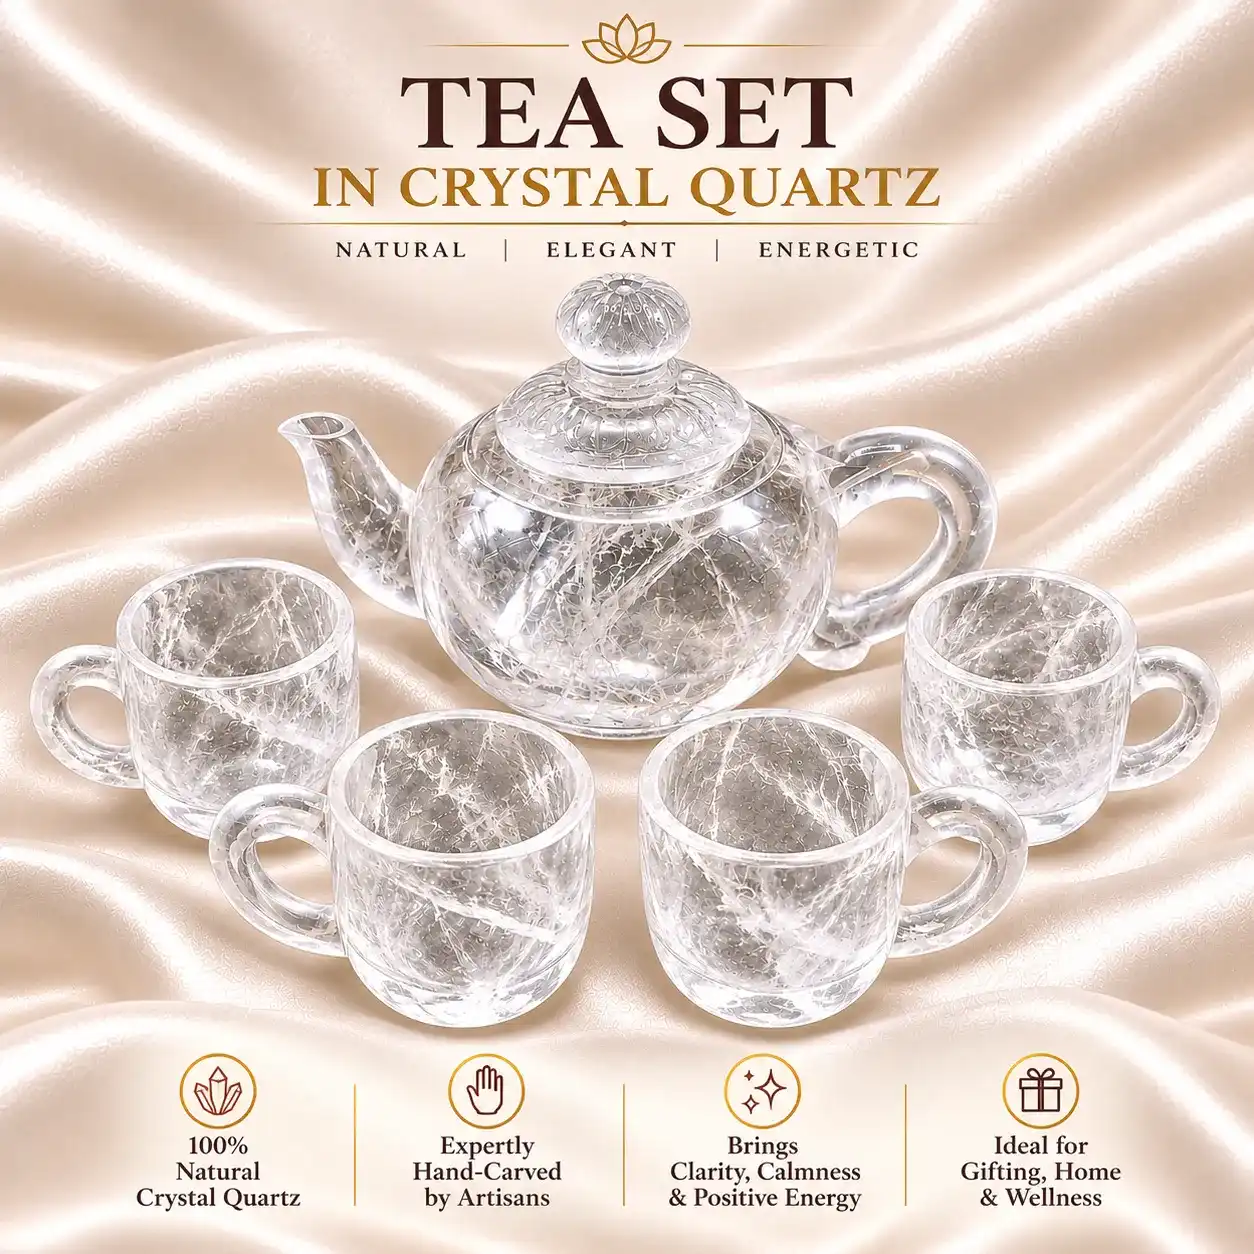 TEA SET
IN CRYSTAL QUARTZ
NATURAL | ELEGANT | ENERGETIC
100%
Natural
Crystal Quartz
Expertly
Hand-Carved
by Artisans
Brings
Clarity, Calmness
& Positive Energy
Ideal for
Gifting, Home
& Wellness